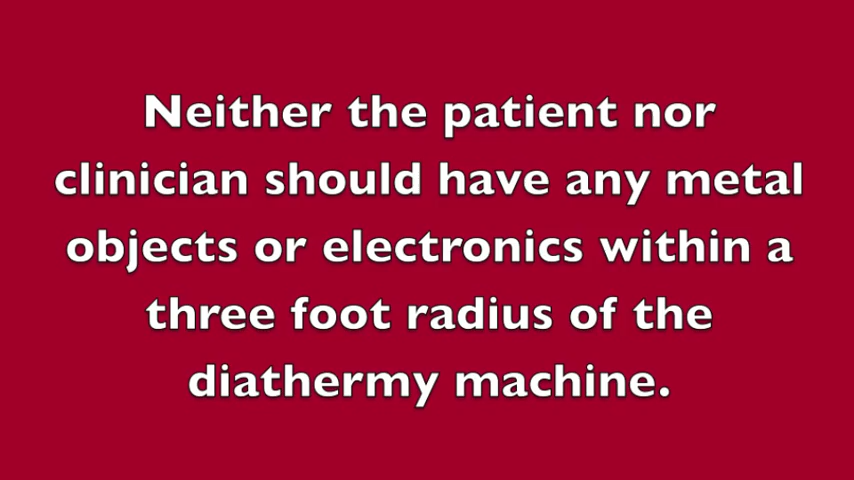 Neither the patient nor
clinician should have any metal
objects or electronics within a
three foot radius of the
diathermy machine.